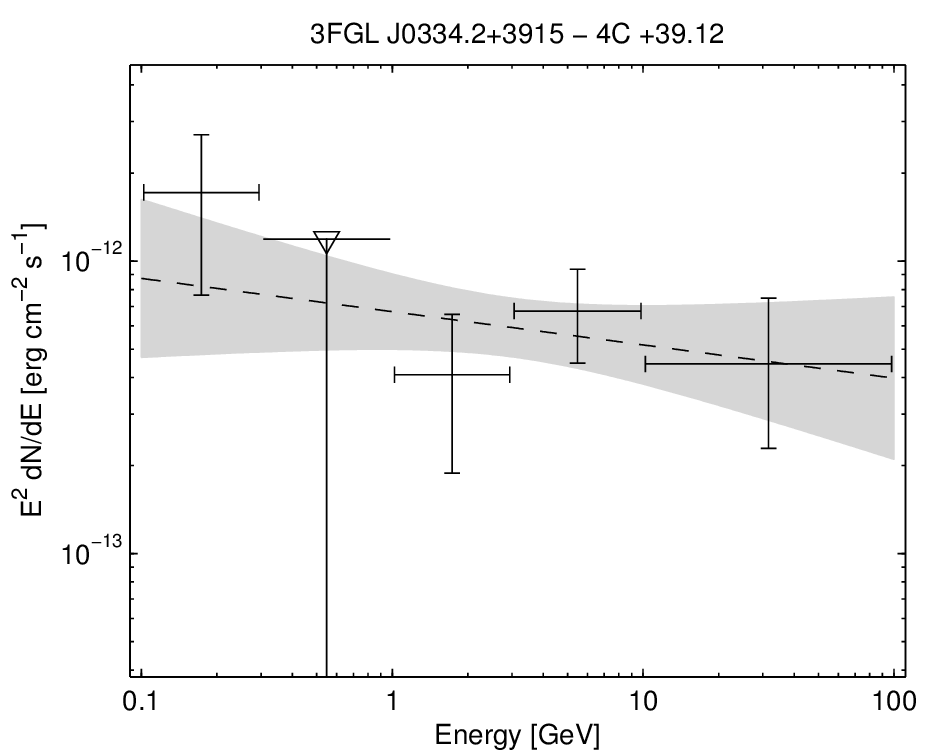 3FGL J0334.2+3915 − 4C +39.12
E² dN/dE [erg cm⁻² s⁻¹]
10⁻¹²
10⁻¹³
0.1 1 10 100
Energy [GeV]